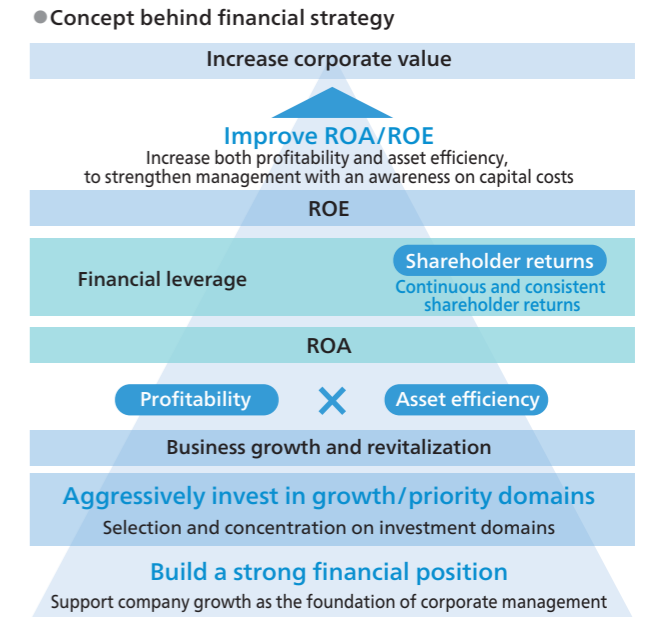 ●Concept behind financial strategy
Increase corporate value
Improve ROA/ROE
Increase both profitability and asset efficiency,
to strengthen management with an awareness on capital costs
ROE
Financial leverage
Shareholder returns
Continuous and consistent
shareholder returns
ROA
Profitability × Asset efficiency
Business growth and revitalization
Aggressively invest in growth/priority domains
Selection and concentration on investment domains
Build a strong financial position
Support company growth as the foundation of corporate management